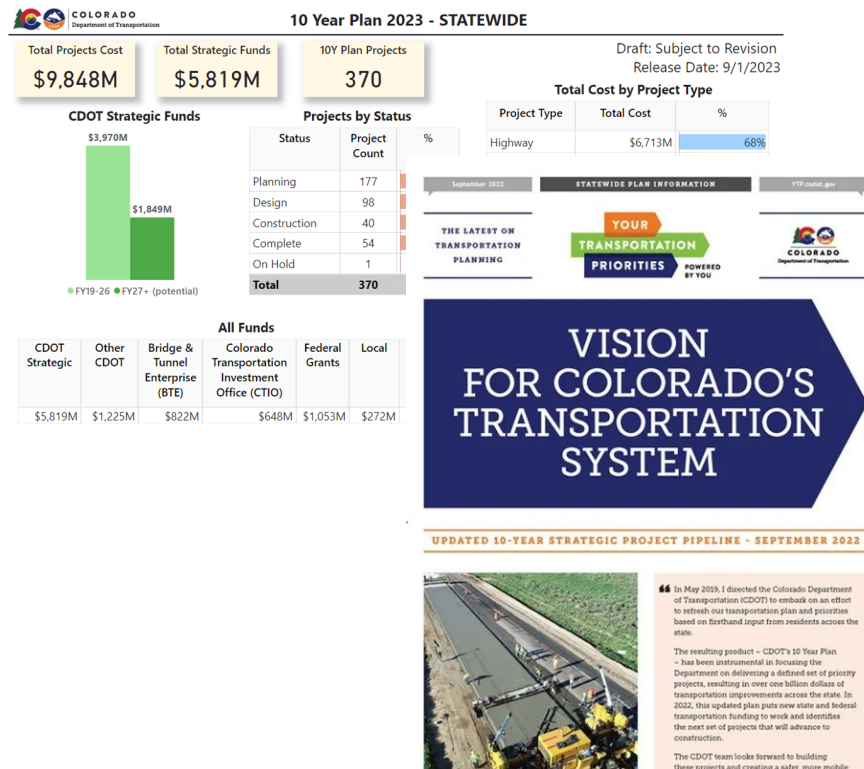 COLORADO
Department of Transportation
10 Year Plan 2023 - STATEWIDE
Total Projects Cost
$9,848M
Total Strategic Funds
$5,819M
10Y Plan Projects
370
Draft: Subject to Revision
Release Date: 9/1/2023
CDOT Strategic Funds
$3,970M
$1,849M
FY19-26 FY27+ (potential)
Projects by Status
Status Project Count %
Planning 177
Design 98
Construction 40
Complete 54
On Hold 1
Total 370
Total Cost by Project Type
Project Type Total Cost %
Highway $6,713M 68%
All Funds
CDOT Strategic
Other CDOT
Bridge & Tunnel Enterprise (BTE)
Colorado Transportation Investment Office (CTIO)
Federal Grants
Local
$5,819M $1,225M $822M $648M $1,053M $272M
September 2022
STATEWIDE PLAN INFORMATION
YTP.codot.gov
THE LATEST ON
TRANSPORTATION
PLANNING
YOUR
TRANSPORTATION
PRIORITIES
POWERED
BY YOU
COLORADO
Department of Transportation
VISION
FOR COLORADO'S
TRANSPORTATION
SYSTEM
UPDATED 10-YEAR STRATEGIC PROJECT PIPELINE - SEPTEMBER 2022
❝ In May 2019, I directed the Colorado Department
of Transportation (CDOT) to embark on an effort
to refresh our transportation plan and priorities
based on firsthand input from residents across the
state.
The resulting product – CDOT's 10 Year Plan
– has been instrumental in focusing the
Department on delivering a defined set of priority
projects, resulting in over one billion dollars of
transportation improvements across the state. In
2022, this updated plan puts new state and federal
transportation funding to work and identifies
the next set of projects that will advance to
construction.
The CDOT team looks forward to building
these projects and creating a safer, more mobile